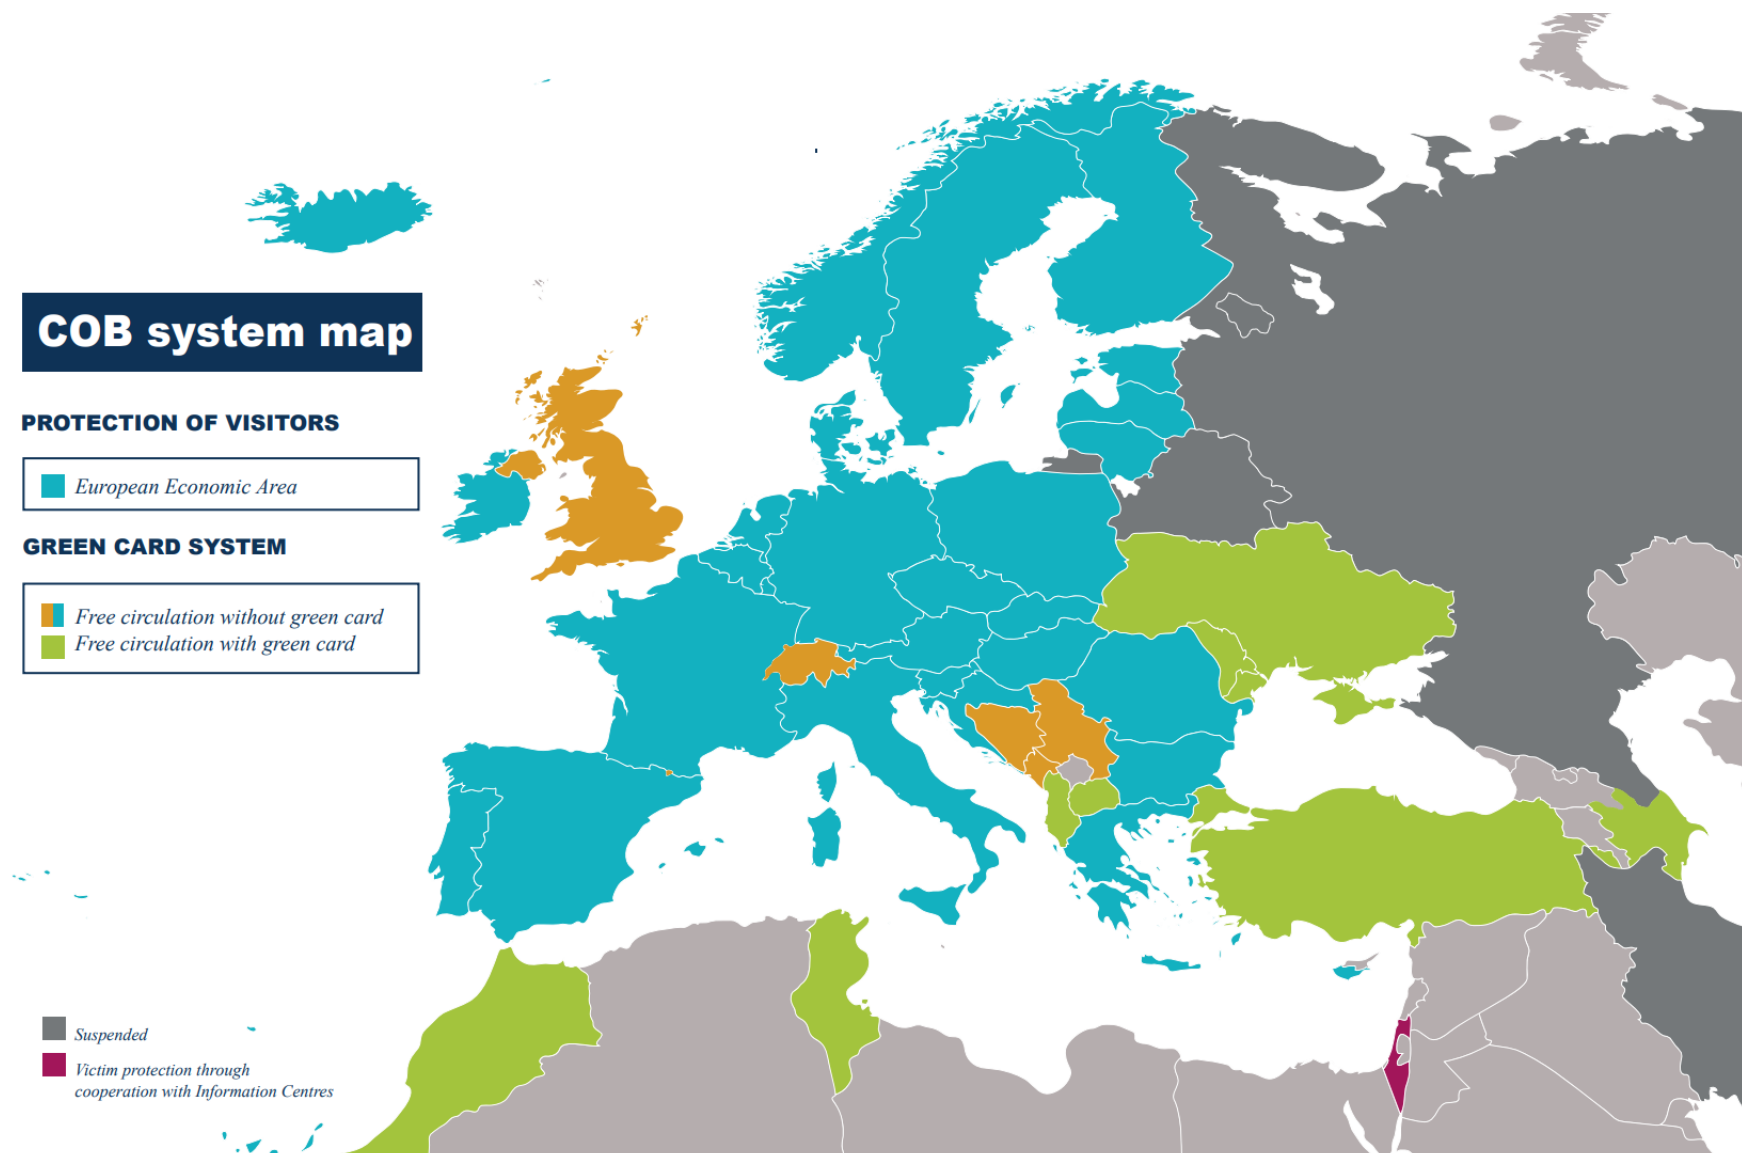 COB system map
PROTECTION OF VISITORS
European Economic Area
GREEN CARD SYSTEM
Free circulation without green card
Free circulation with green card
Suspended
Victim protection through
cooperation with Information Centres